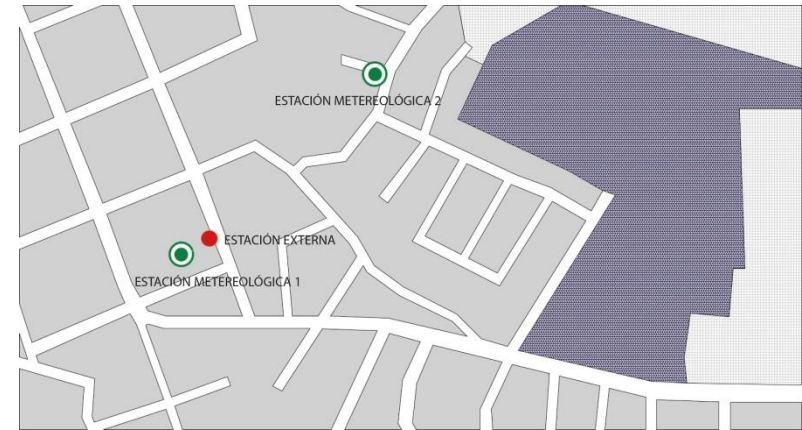 ESTACIÓN METEREOLÓGICA 2
ESTACIÓN EXTERNA
ESTACIÓN METEREOLÓGICA 1